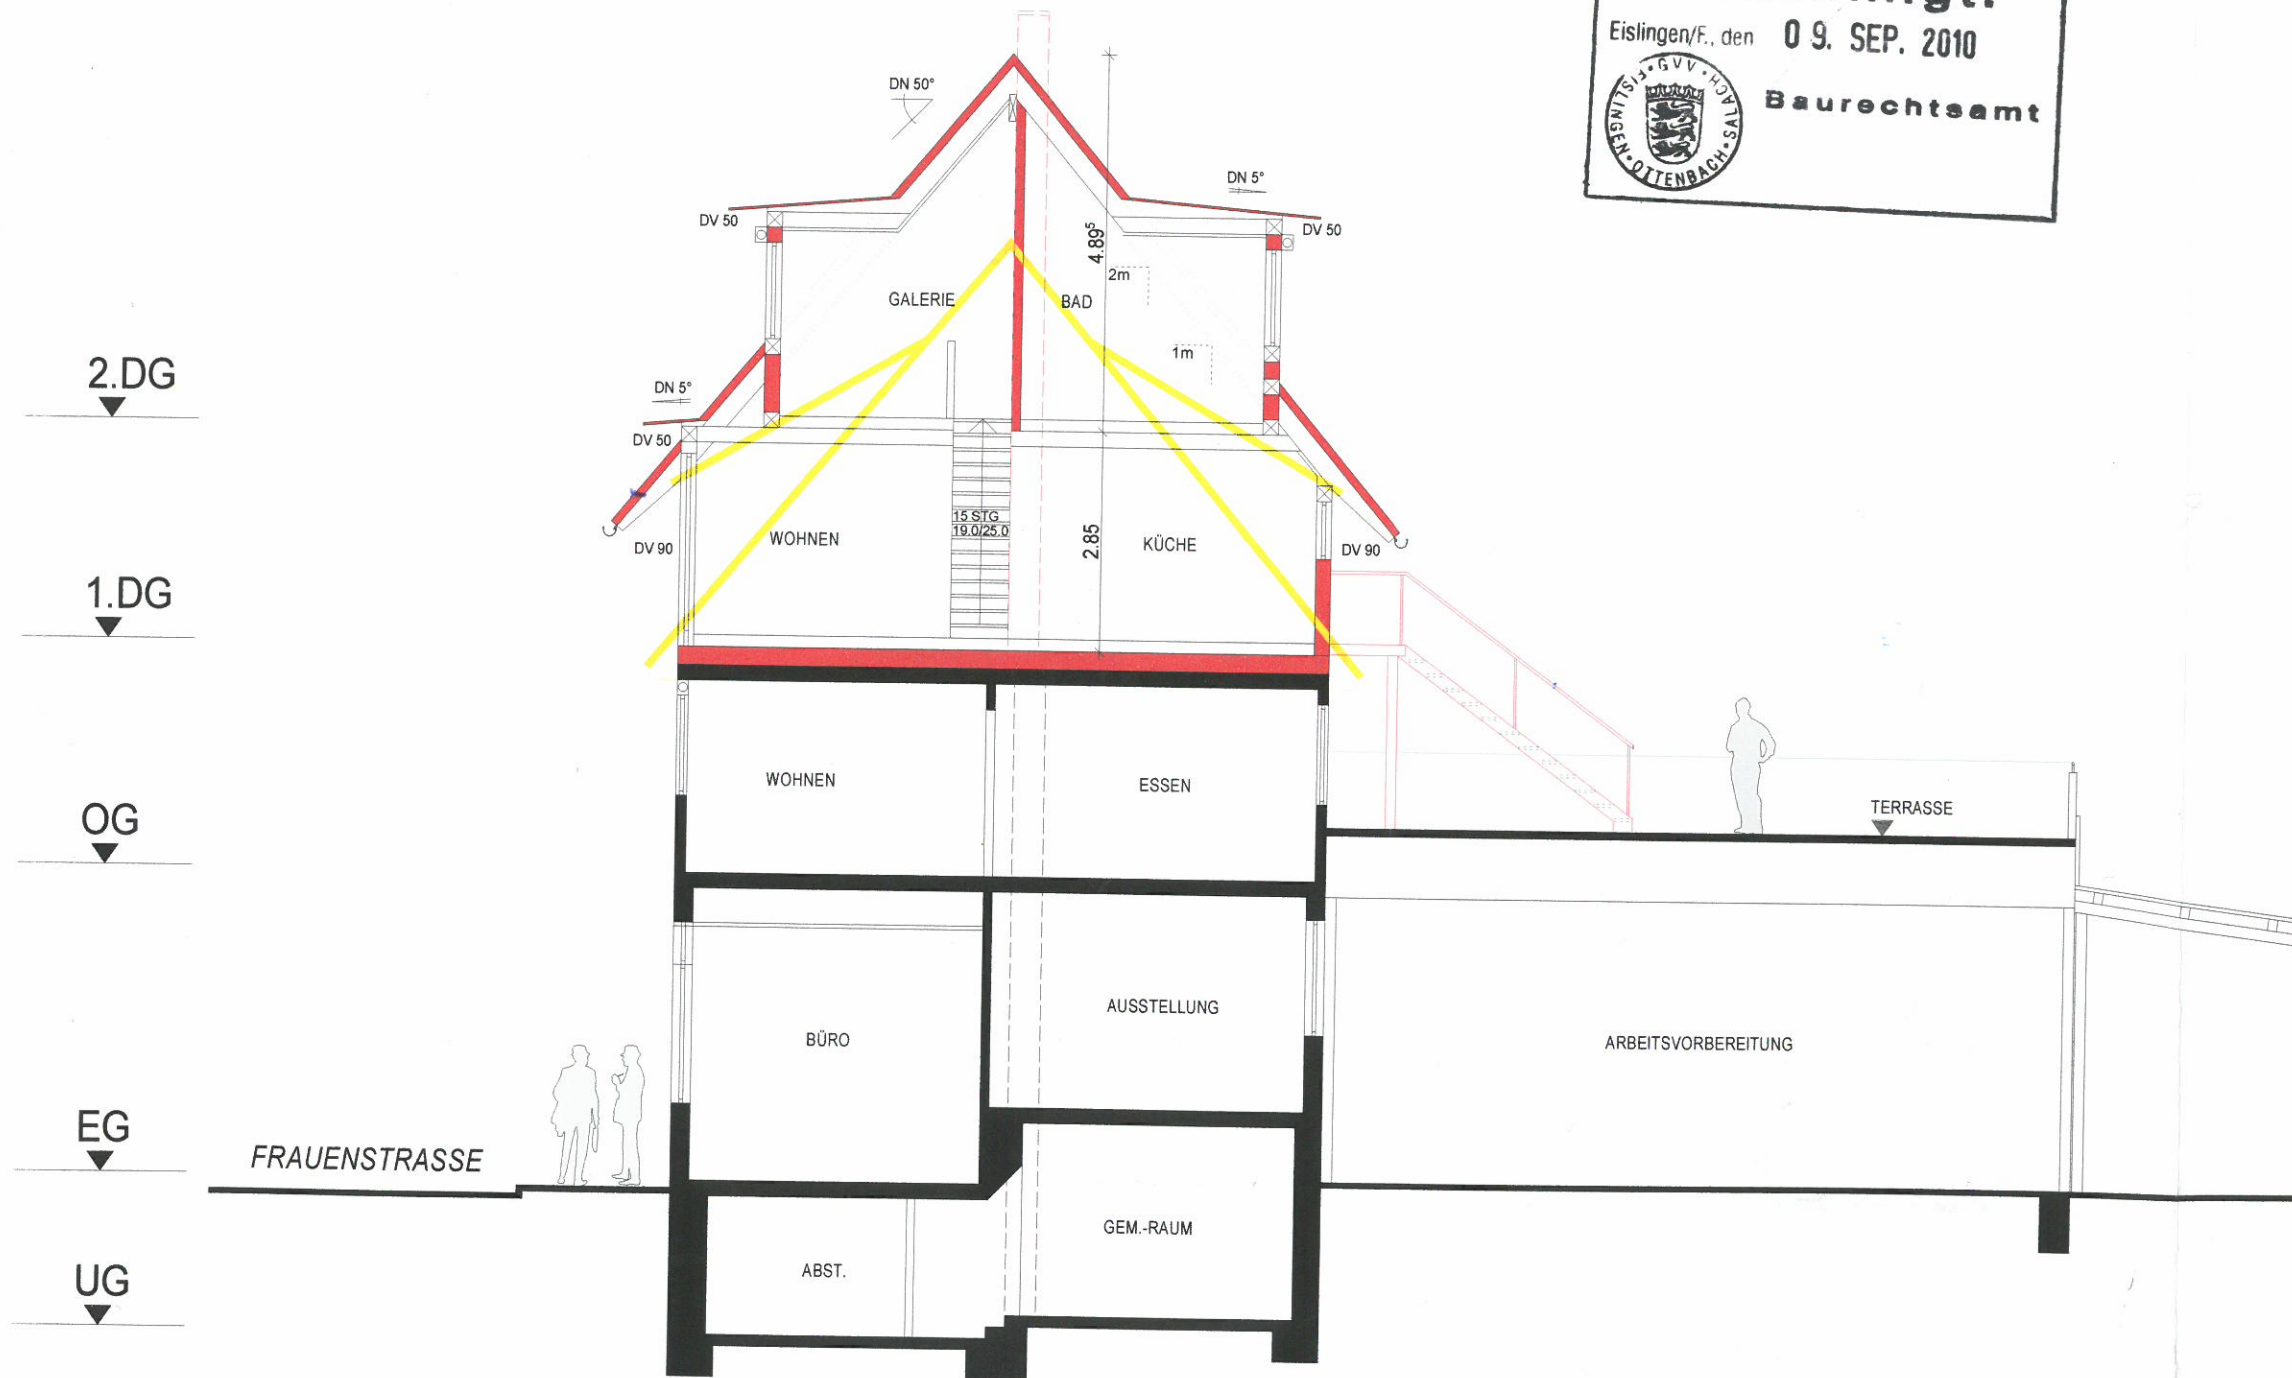 Eislingen/F., den 09. SEP. 2010
Baurechtsamt
EISLINGEN • GVV • SALACH • OTTENBACH
DN 50°
DN 5°
DV 50
DV 50
4.89⁵
2m
GALERIE
BAD
1m
2.DG
DN 5°
DV 50
15 STG
19.0/25.0
WOHNEN
2.85
KÜCHE
DV 90
DV 90
1.DG
WOHNEN
ESSEN
OG
TERRASSE
AUSSTELLUNG
BÜRO
ARBEITSVORBEREITUNG
EG
FRAUENSTRASSE
GEM.-RAUM
ABST.
UG